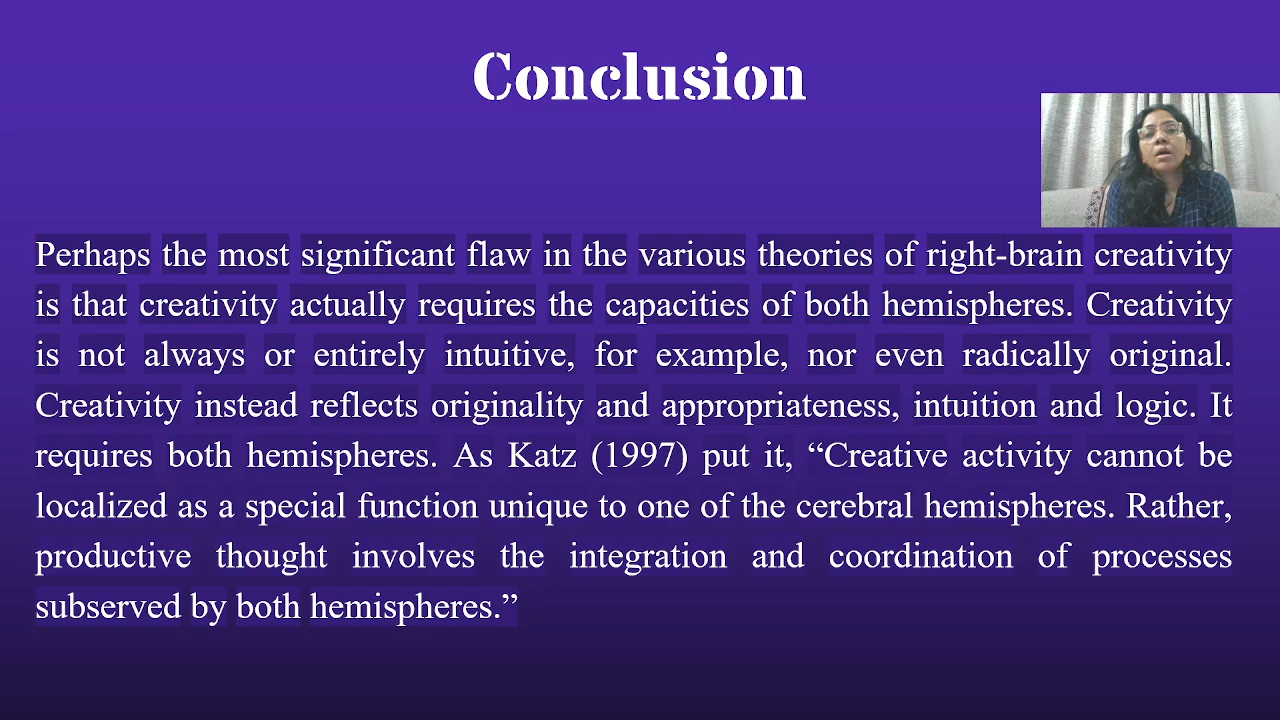 Conclusion
Perhaps the most significant flaw in the various theories of right-brain creativity
is that creativity actually requires the capacities of both hemispheres. Creativity
is not always or entirely intuitive, for example, nor even radically original.
Creativity instead reflects originality and appropriateness, intuition and logic. It
requires both hemispheres. As Katz (1997) put it, “Creative activity cannot be
localized as a special function unique to one of the cerebral hemispheres. Rather,
productive thought involves the integration and coordination of processes
subserved by both hemispheres.”